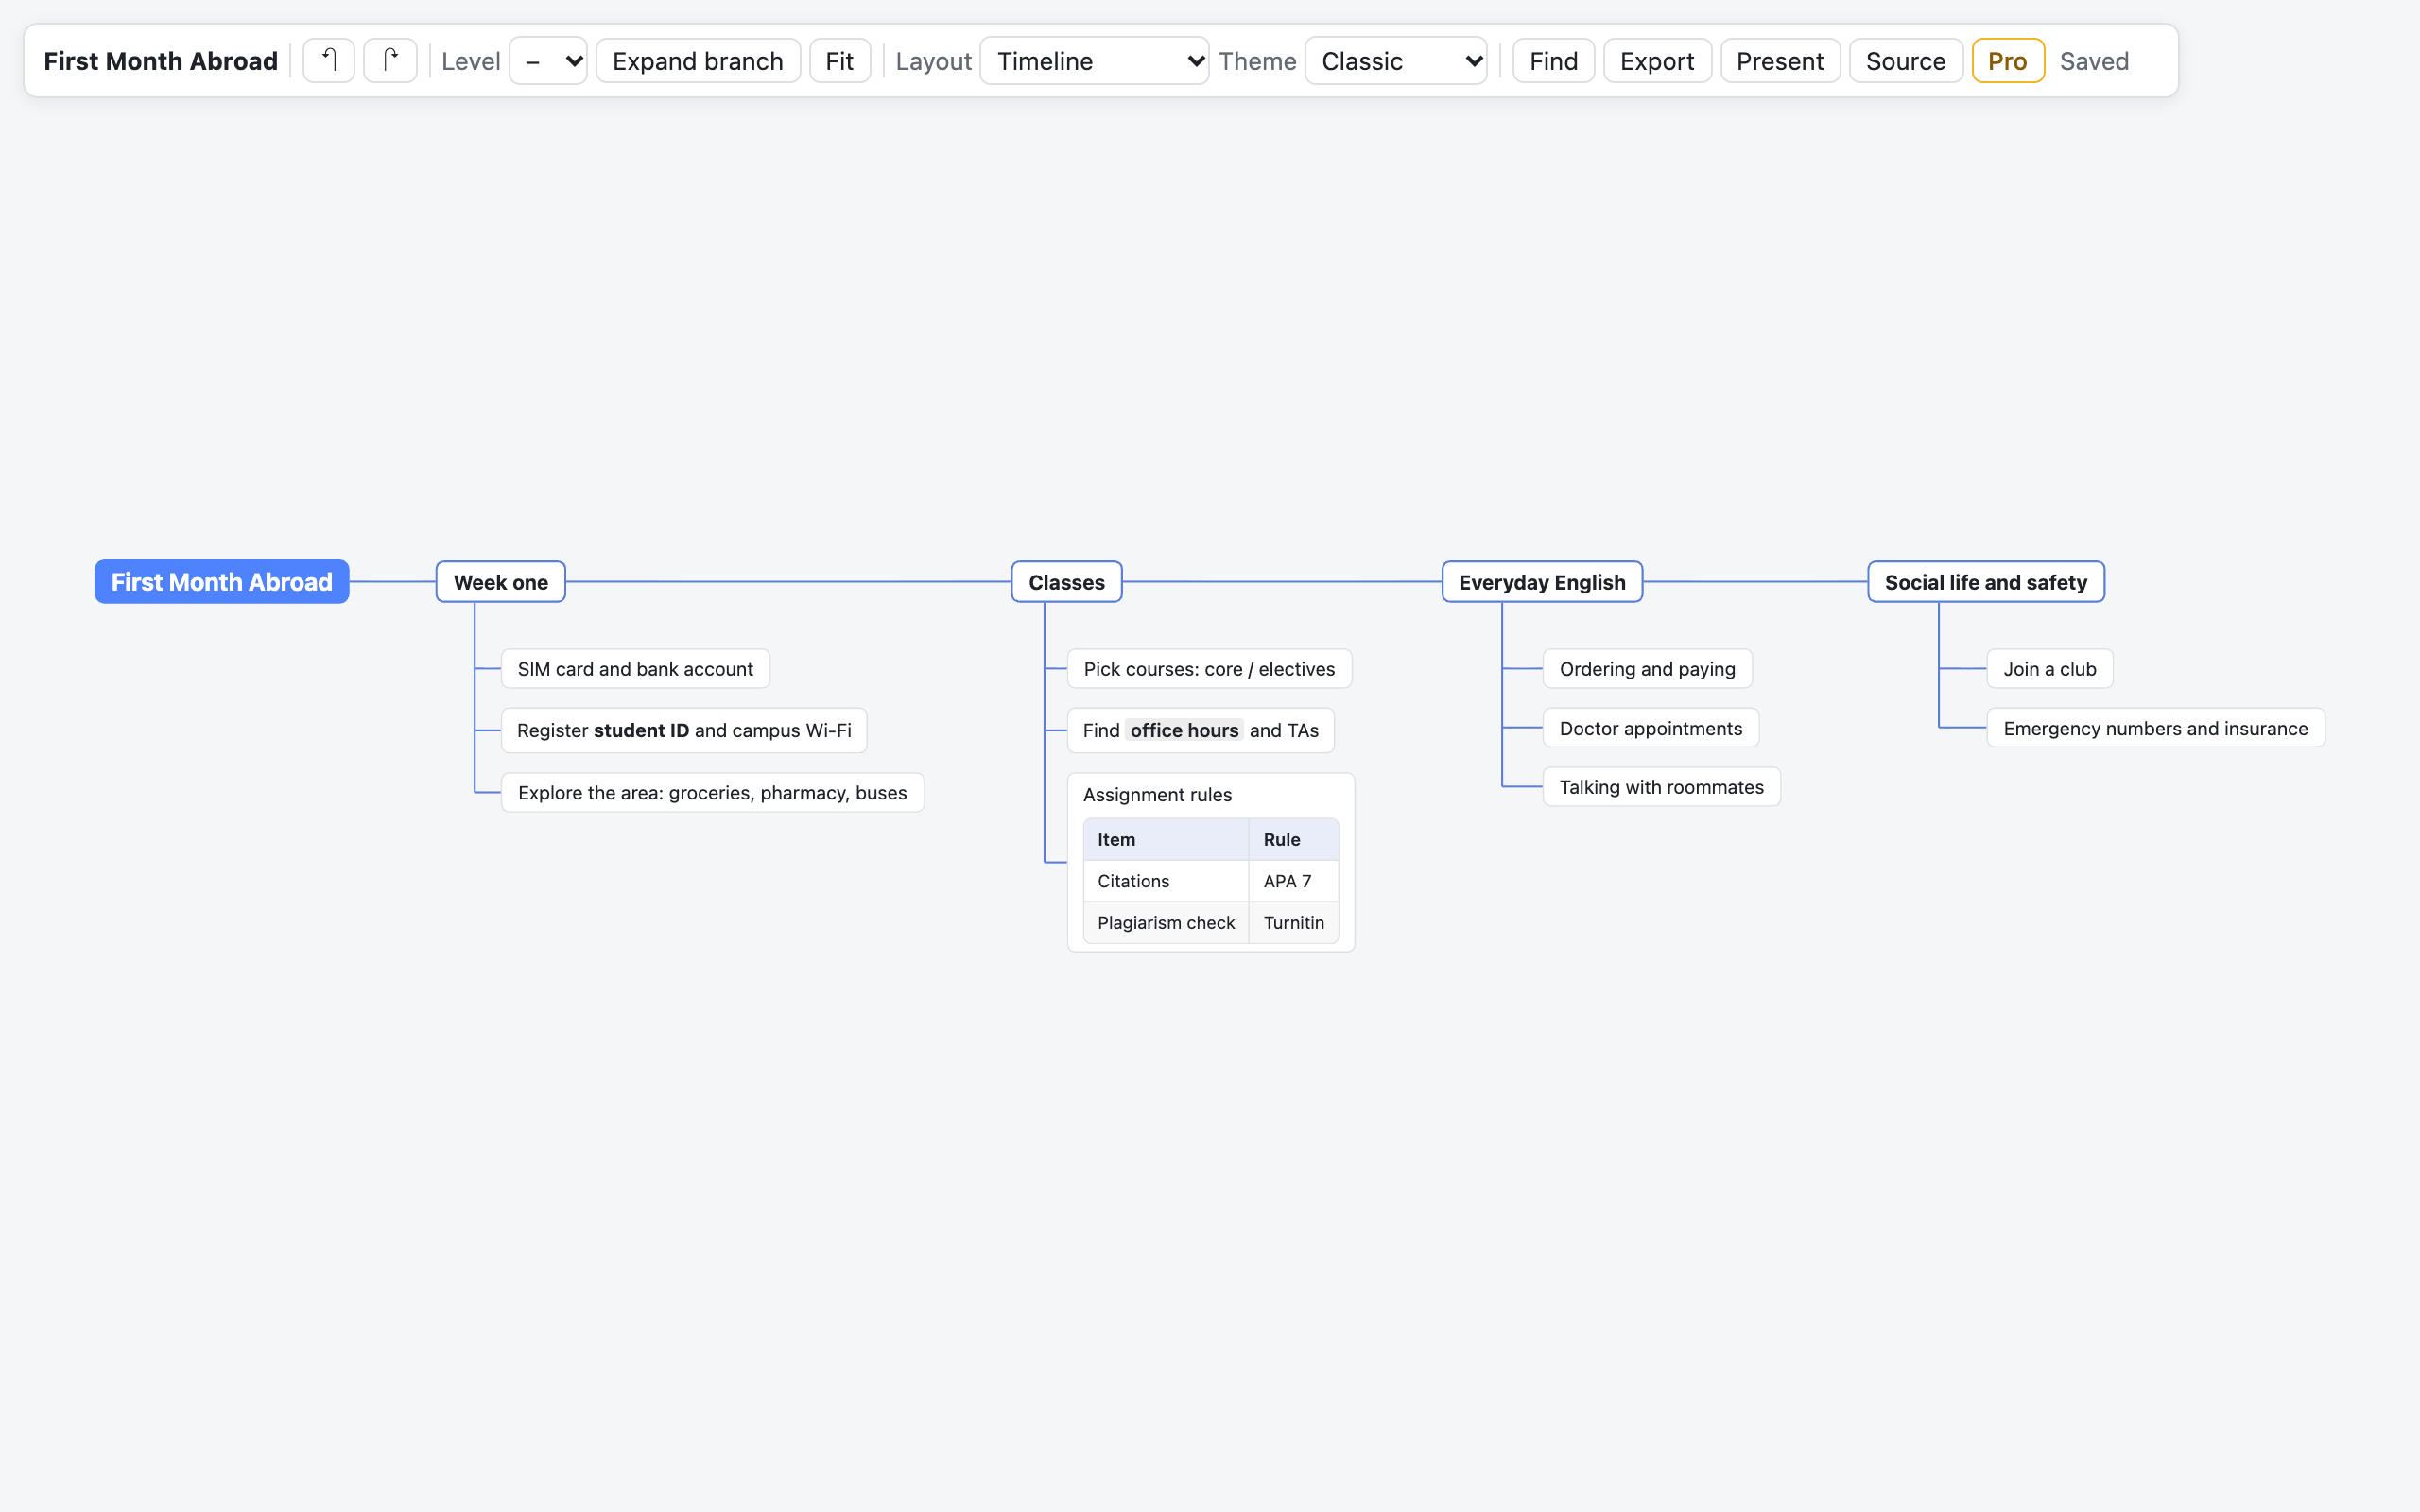 First Month Abroad
Level – Expand branch Fit Layout Timeline Theme Classic Find Export Present Source Pro Saved
First Month Abroad
Week one
SIM card and bank account
Register student ID and campus Wi-Fi
Explore the area: groceries, pharmacy, buses
Classes
Pick courses: core / electives
Find office hours and TAs
Assignment rules
Item Rule
Citations APA 7
Plagiarism check Turnitin
Everyday English
Ordering and paying
Doctor appointments
Talking with roommates
Social life and safety
Join a club
Emergency numbers and insurance